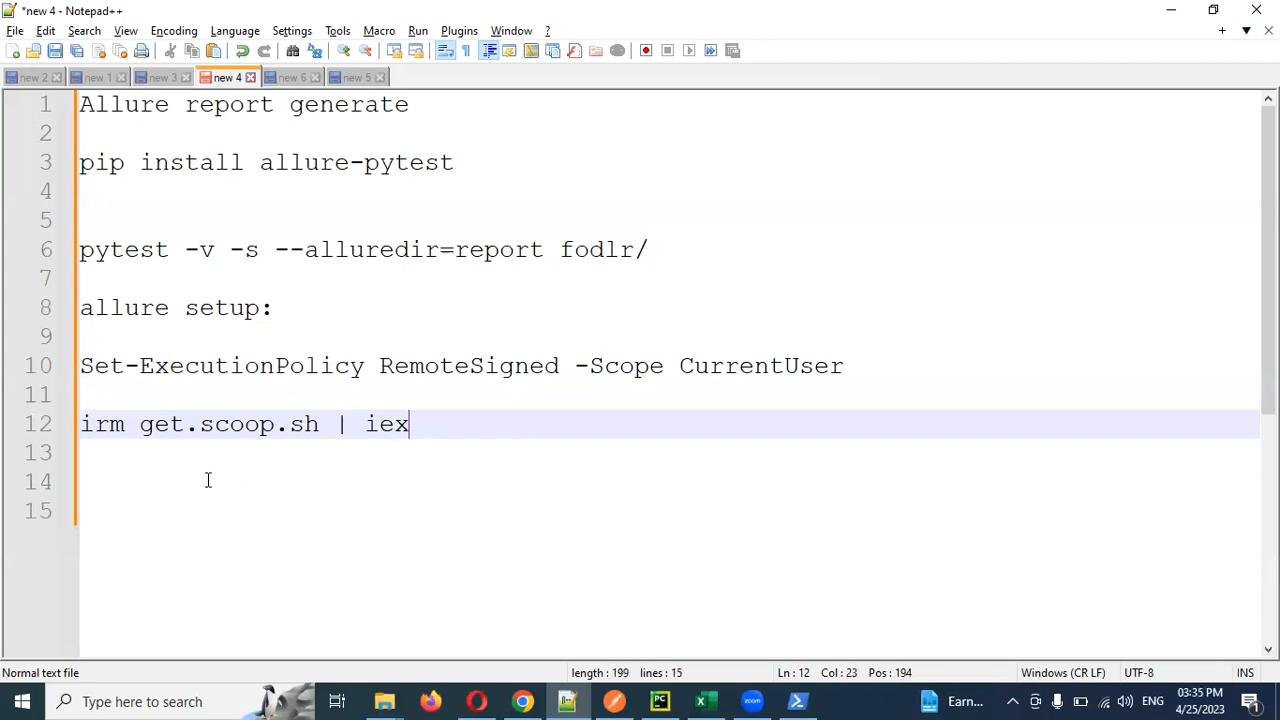 *new 4 - Notepad++
File Edit Search View Encoding Language Settings Tools Macro Run Plugins Window ?
new 2 new 1 new 3 new 4 new 6 new 5
1 Allure report generate
2
3 pip install allure-pytest
4
5
6 pytest -v -s --alluredir=report fodlr/
7
8 allure setup:
9
10 Set-ExecutionPolicy RemoteSigned -Scope CurrentUser
11
12 irm get.scoop.sh | iex
13
14
15
Normal text file length : 199 lines : 15 Ln : 12 Col : 23 Pos : 194 Windows (CR LF) UTF-8 INS
Type here to search Earn... ENG 03:35 PM
4/25/2023